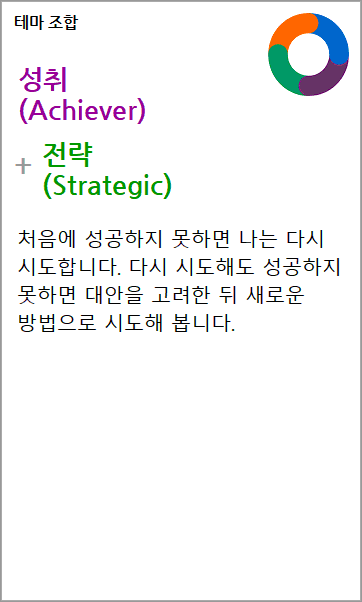 테마 조합
성취
(Achiever)
+ 전략
(Strategic)
처음에 성공하지 못하면 나는 다시
시도합니다. 다시 시도해도 성공하지
못하면 대안을 고려한 뒤 새로운
방법으로 시도해 봅니다.